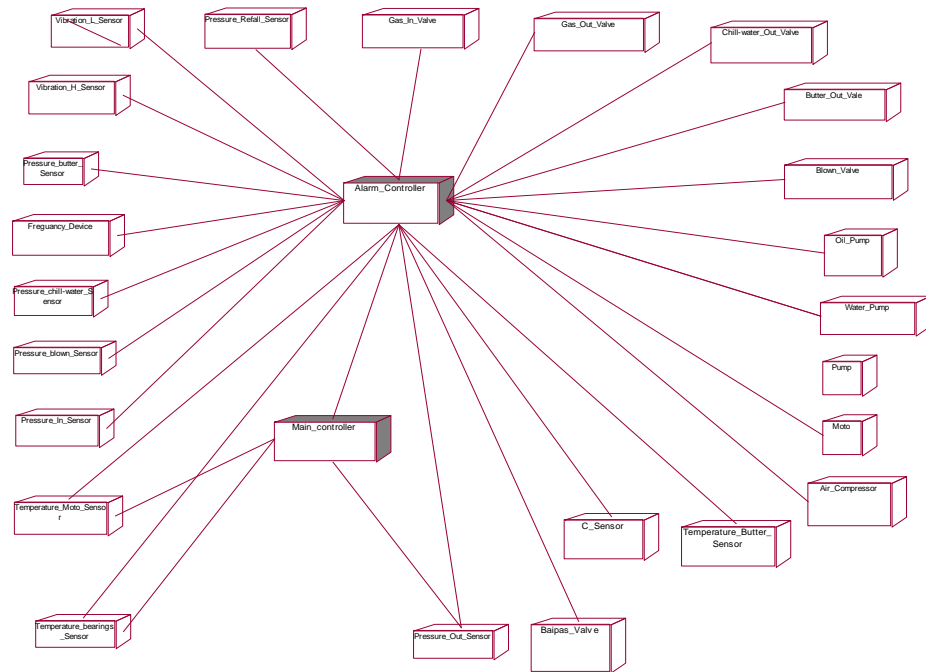 Vibration_L_Sensor
Pressure_Refall_Sensor
Gas_In_Valve
Gas_Out_Valve
Chill-water_Out_Valve
Vibration_H_Sensor
Butter_Out_Vale
Pressure_butter_
Sensor
Alarm_Controller
Blown_Valve
Freguancy_Device
Oil_Pump
Pressure_chill-water_S
ensor
Water_Pump
Pressure_blown_Sensor
Pump
Pressure_In_Sensor
Main_controller
Moto
Temperature_Moto_Senso
r
C_Sensor
Temperature_Butter_
Sensor
Air_Compressor
Temperature_bearings
_Sensor
Pressure_Out_Sensor
Baipas_Valve